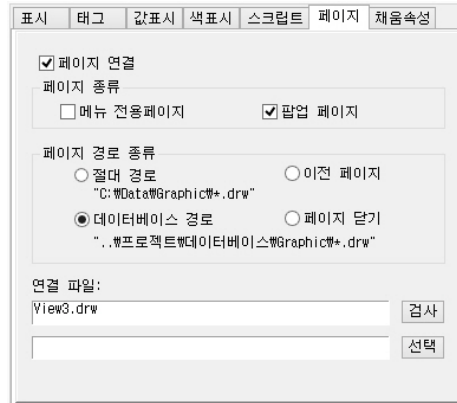 표시 태그 값표시 색표시 스크립트 페이지 채움속성
페이지 연결
페이지 종류
메뉴 전용페이지 팝업 페이지
페이지 경로 종류
절대 경로 이전 페이지
"C:₩Data₩Graphic₩*.drw"
데이터베이스 경로 페이지 닫기
"..₩프로젝트₩데이터베이스₩Graphic₩*.drw"
연결 파일:
View3.drw 검사
선택